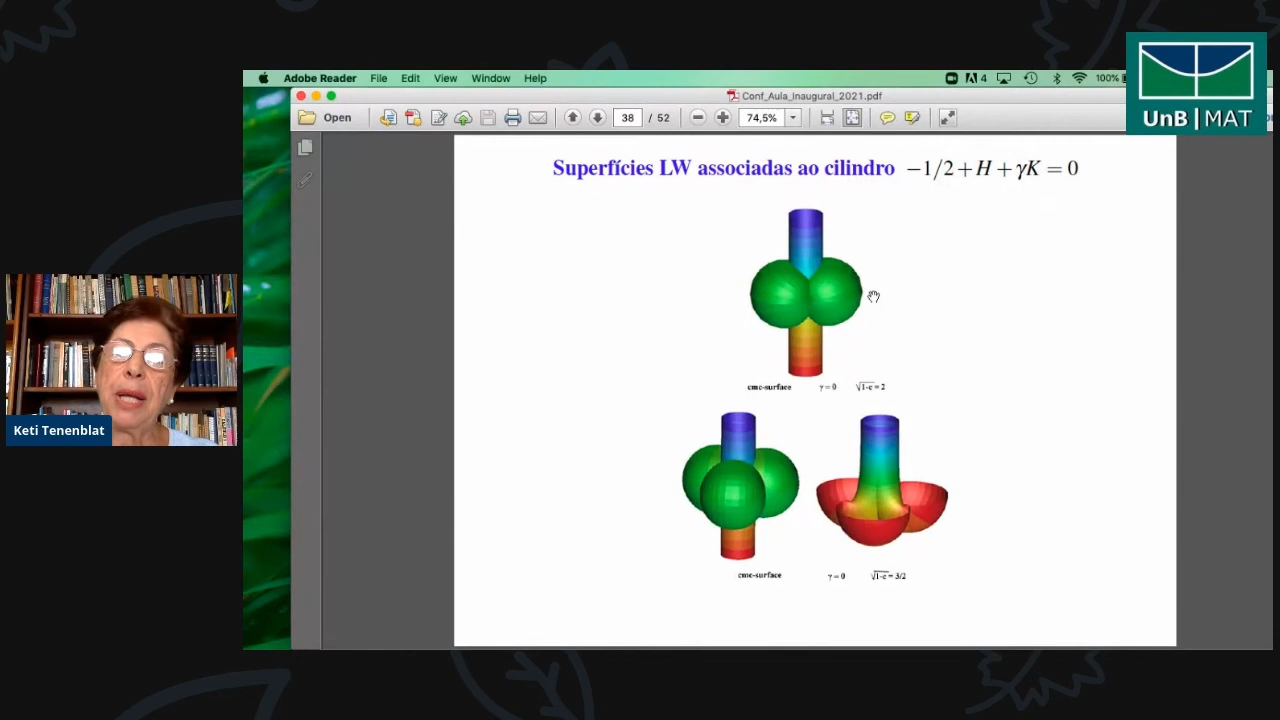 Adobe Reader File Edit View Window Help
4 100%
Conf_Aula_Inaugural_2021.pdf
Open 38 / 52 74,5%
UnB | MAT
Superfícies LW associadas ao cilindro −1/2 + H + γK = 0
cmc-surface γ = 0 √1-c = 2
Keti Tenenblat
cmc-surface γ = 0 √1-c = 3/2